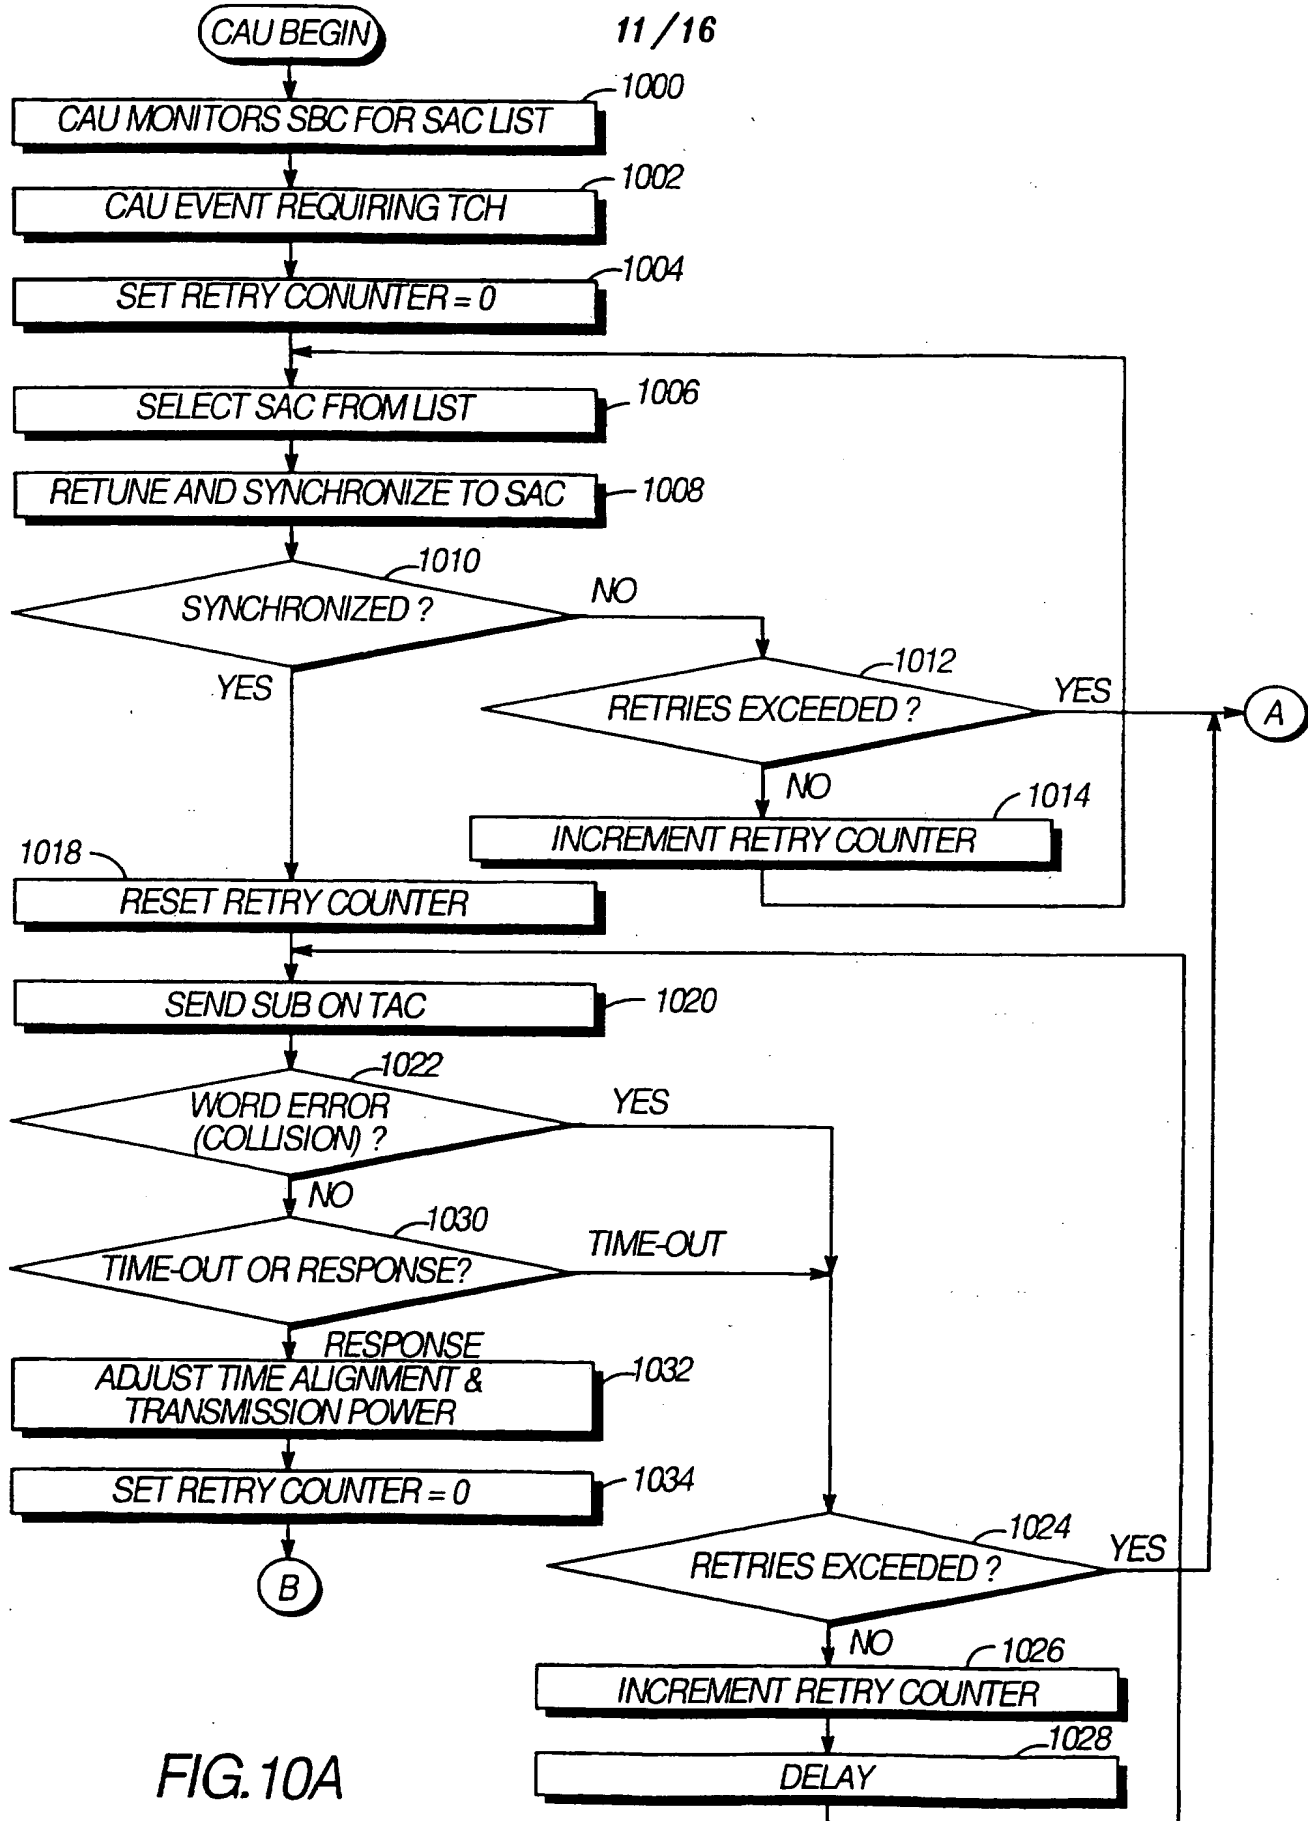 CAU BEGIN
11/16
1000
CAU MONITORS SBC FOR SAC LIST
1002
CAU EVENT REQUIRING TCH
1004
SET RETRY CONUNTER = 0
1006
SELECT SAC FROM LIST
1008
RETUNE AND SYNCHRONIZE TO SAC
1010
SYNCHRONIZED ?
NO
YES
1012
RETRIES EXCEEDED ?
YES
A
NO
1014
INCREMENT RETRY COUNTER
1018
RESET RETRY COUNTER
SEND SUB ON TAC
1020
1022
WORD ERROR
(COLLISION) ?
YES
NO
1030
TIME-OUT OR RESPONSE?
TIME-OUT
RESPONSE
ADJUST TIME ALIGNMENT &
TRANSMISSION POWER
1032
SET RETRY COUNTER = 0
1034
B
1024
RETRIES EXCEEDED ?
YES
NO
1026
INCREMENT RETRY COUNTER
1028
DELAY
FIG.10A